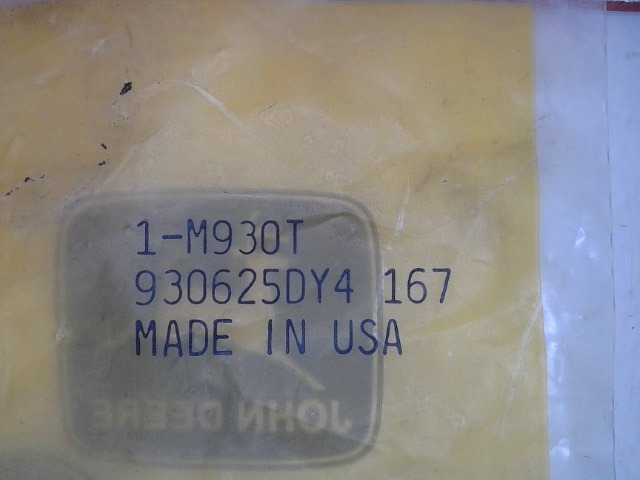 1-M930T
930625DY4 167
MADE IN USA
JOHN DEERE